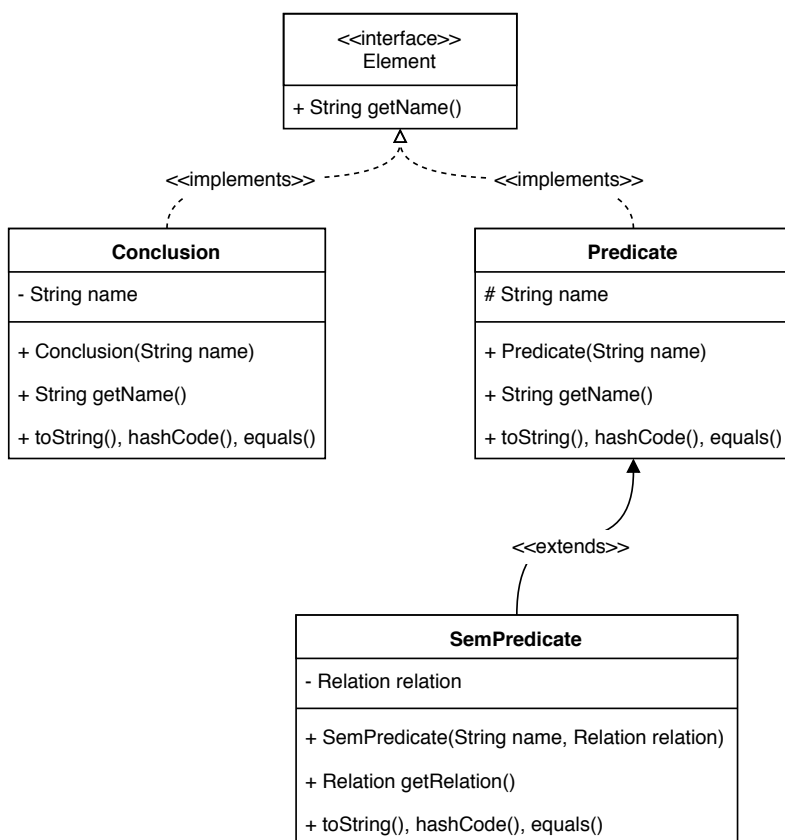 <<interface>>
Element
+ String getName()
<<implements>>
<<implements>>
Conclusion
- String name
+ Conclusion(String name)
+ String getName()
+ toString(), hashCode(), equals()
Predicate
# String name
+ Predicate(String name)
+ String getName()
+ toString(), hashCode(), equals()
<<extends>>
SemPredicate
- Relation relation
+ SemPredicate(String name, Relation relation)
+ Relation getRelation()
+ toString(), hashCode(), equals()